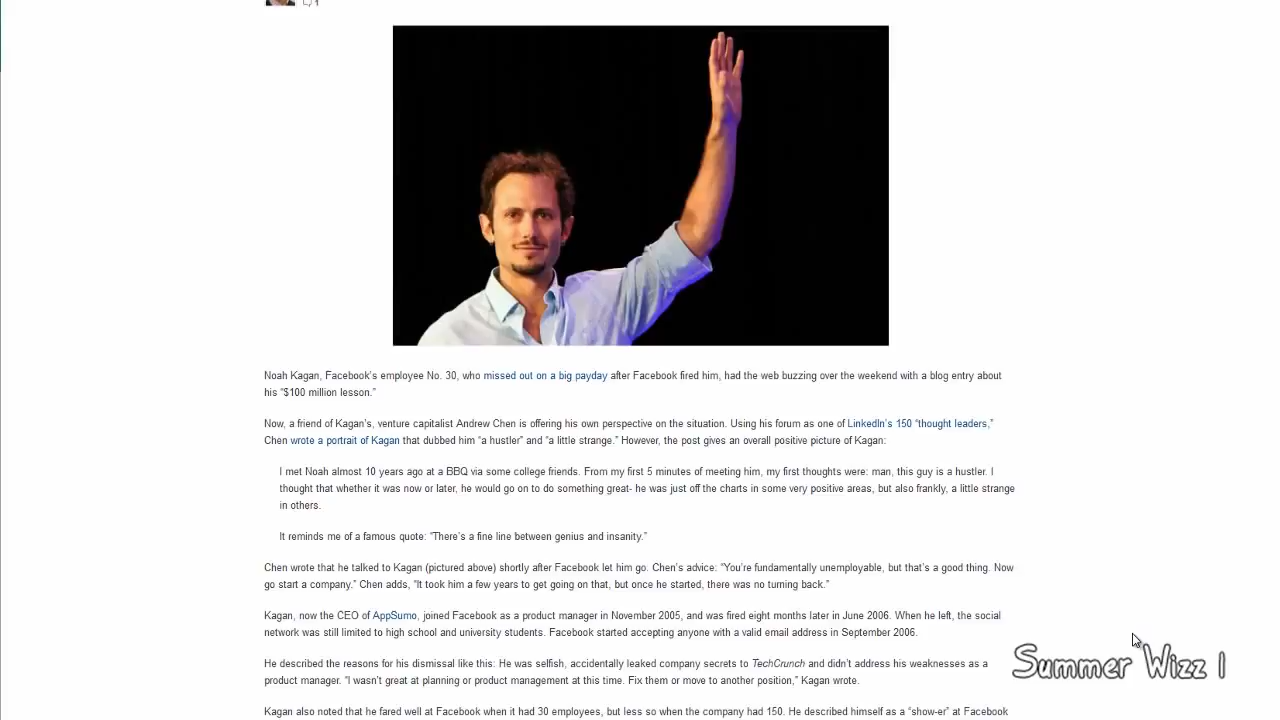 1
Noah Kagan, Facebook's employee No. 30, who missed out on a big payday after Facebook fired him, had the web buzzing over the weekend with a blog entry about
his “$100 million lesson.”
Now, a friend of Kagan's, venture capitalist Andrew Chen is offering his own perspective on the situation. Using his forum as one of LinkedIn's 150 “thought leaders,”
Chen wrote a portrait of Kagan that dubbed him “a hustler” and “a little strange.” However, the post gives an overall positive picture of Kagan:
I met Noah almost 10 years ago at a BBQ via some college friends. From my first 5 minutes of meeting him, my first thoughts were: man, this guy is a hustler. I
thought that whether it was now or later, he would go on to do something great- he was just off the charts in some very positive areas, but also frankly, a little strange
in others.
It reminds me of a famous quote: “There's a fine line between genius and insanity.”
Chen wrote that he talked to Kagan (pictured above) shortly after Facebook let him go. Chen's advice: “You're fundamentally unemployable, but that's a good thing. Now
go start a company.” Chen adds, “It took him a few years to get going on that, but once he started, there was no turning back.”
Kagan, now the CEO of AppSumo, joined Facebook as a product manager in November 2005, and was fired eight months later in June 2006. When he left, the social
network was still limited to high school and university students. Facebook started accepting anyone with a valid email address in September 2006.
He described the reasons for his dismissal like this: He was selfish, accidentally leaked company secrets to TechCrunch and didn't address his weaknesses as a
product manager. “I wasn't great at planning or product management at this time. Fix them or move to another position,” Kagan wrote.
Kagan also noted that he fared well at Facebook when it had 30 employees, but less so when the company had 150. He described himself as a “show-er” at Facebook
Summer Wizz 1